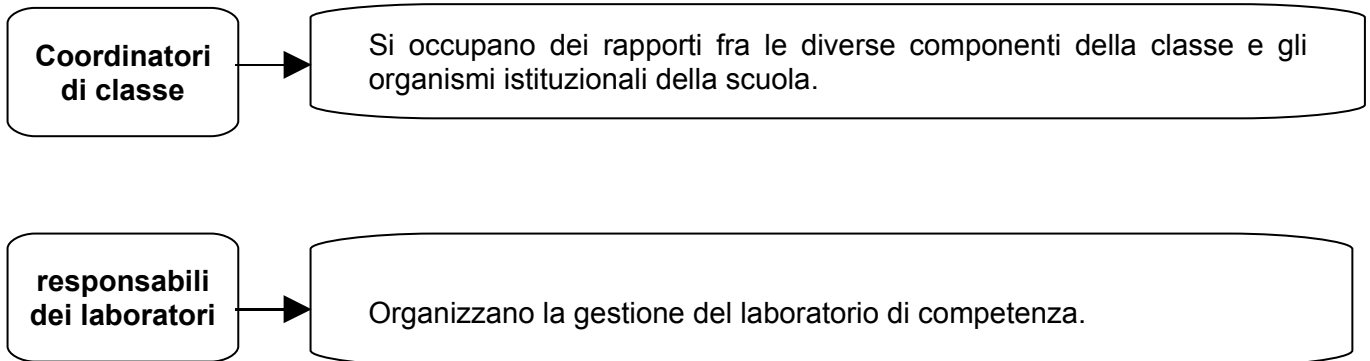 Coordinatori
di classe
Si occupano dei rapporti fra le diverse componenti della classe e gli
organismi istituzionali della scuola.
responsabili
dei laboratori
Organizzano la gestione del laboratorio di competenza.